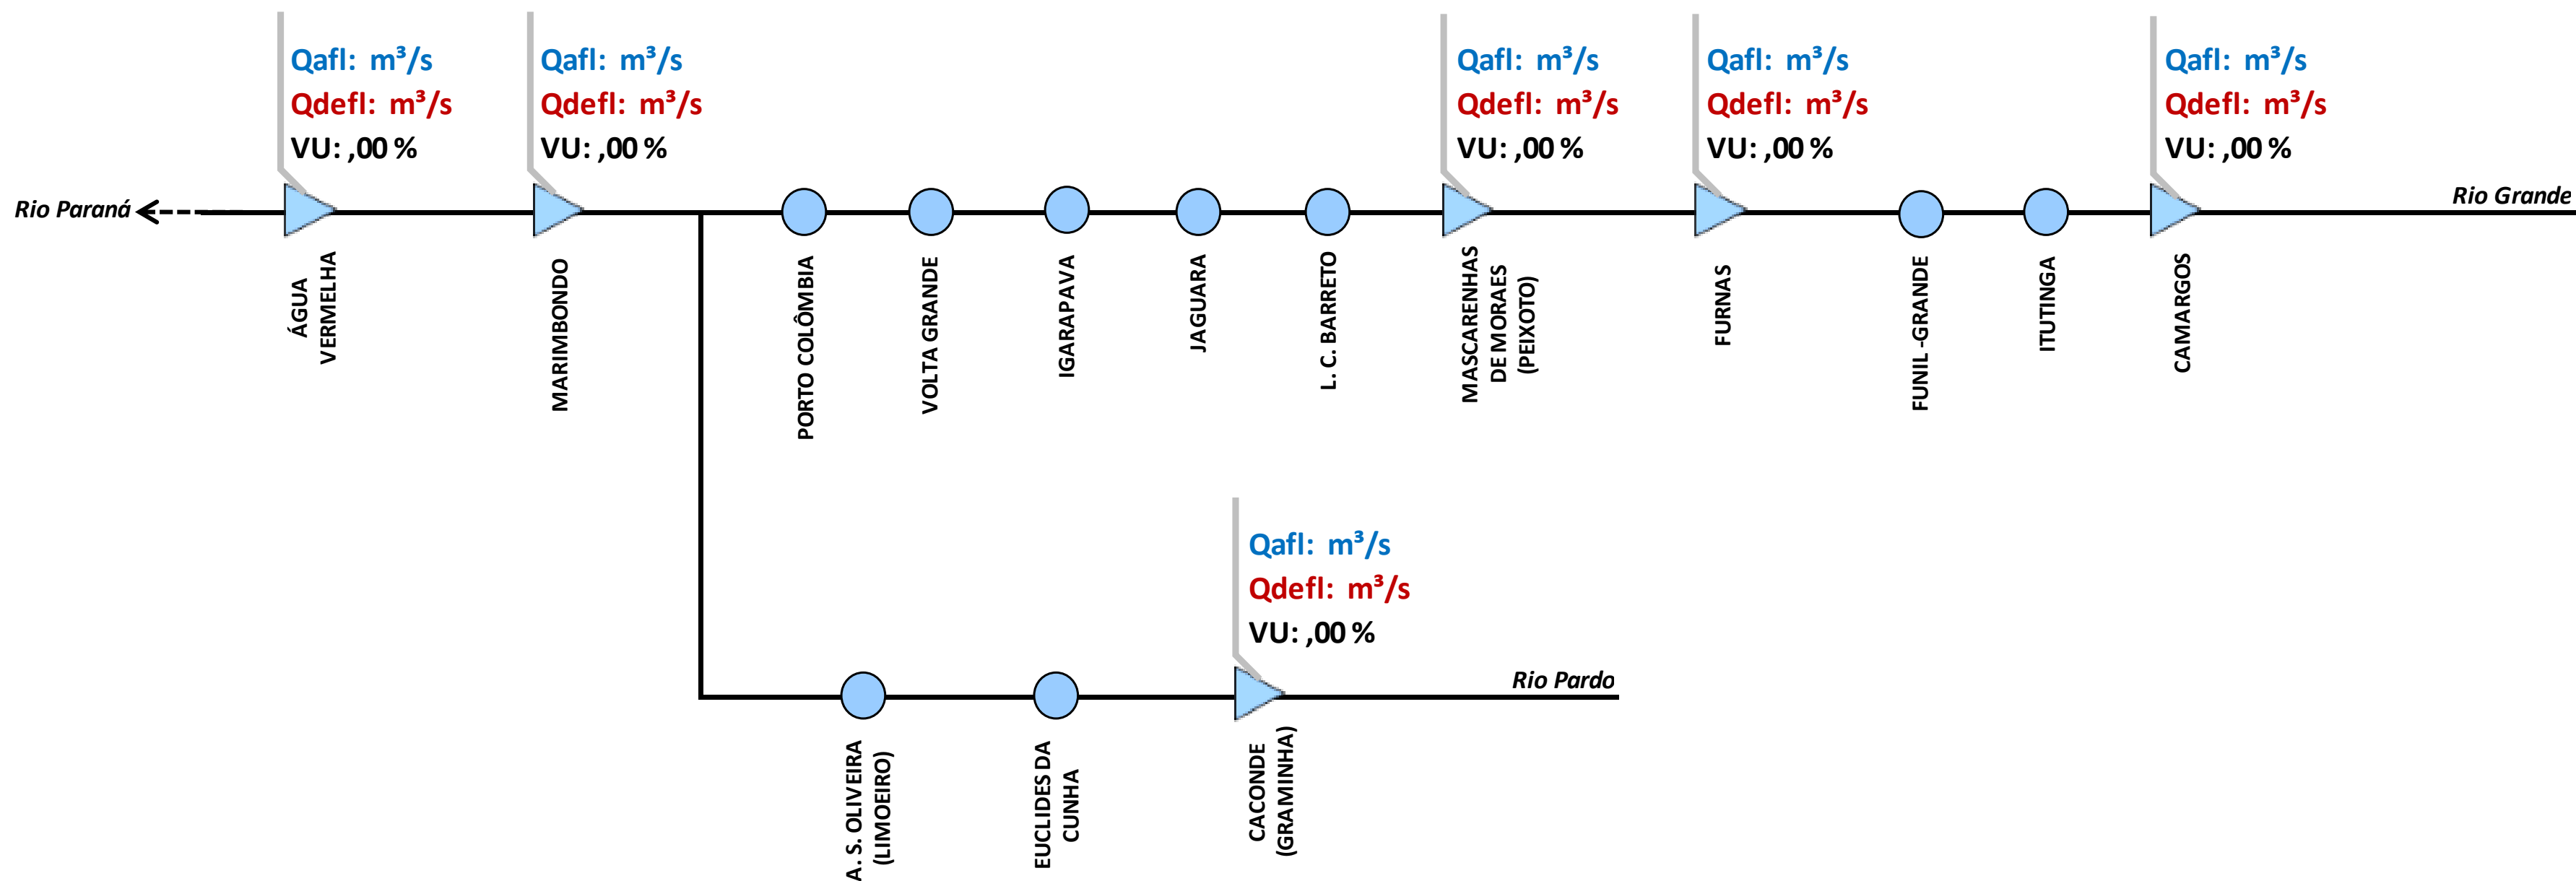 Qafl: m³/s
Qdefl: m³/s
VU: ,00 %
Qafl: m³/s
Qdefl: m³/s
VU: ,00 %
Qafl: m³/s
Qdefl: m³/s
VU: ,00 %
Qafl: m³/s
Qdefl: m³/s
VU: ,00 %
Qafl: m³/s
Qdefl: m³/s
VU: ,00 %
Rio Paraná
Rio Grande
ÁGUA
VERMELHA
MARIMBONDO
PORTO COLÔMBIA
VOLTA GRANDE
IGARAPAVA
JAGUARA
L. C. BARRETO
MASCARENHAS
DE MORAES
(PEIXOTO)
FURNAS
FUNIL -GRANDE
ITUTINGA
CAMARGOS
Qafl: m³/s
Qdefl: m³/s
VU: ,00 %
Rio Pardo
A. S. OLIVEIRA
(LIMOEIRO)
EUCLIDES DA
CUNHA
CACONDE
(GRAMINHA)